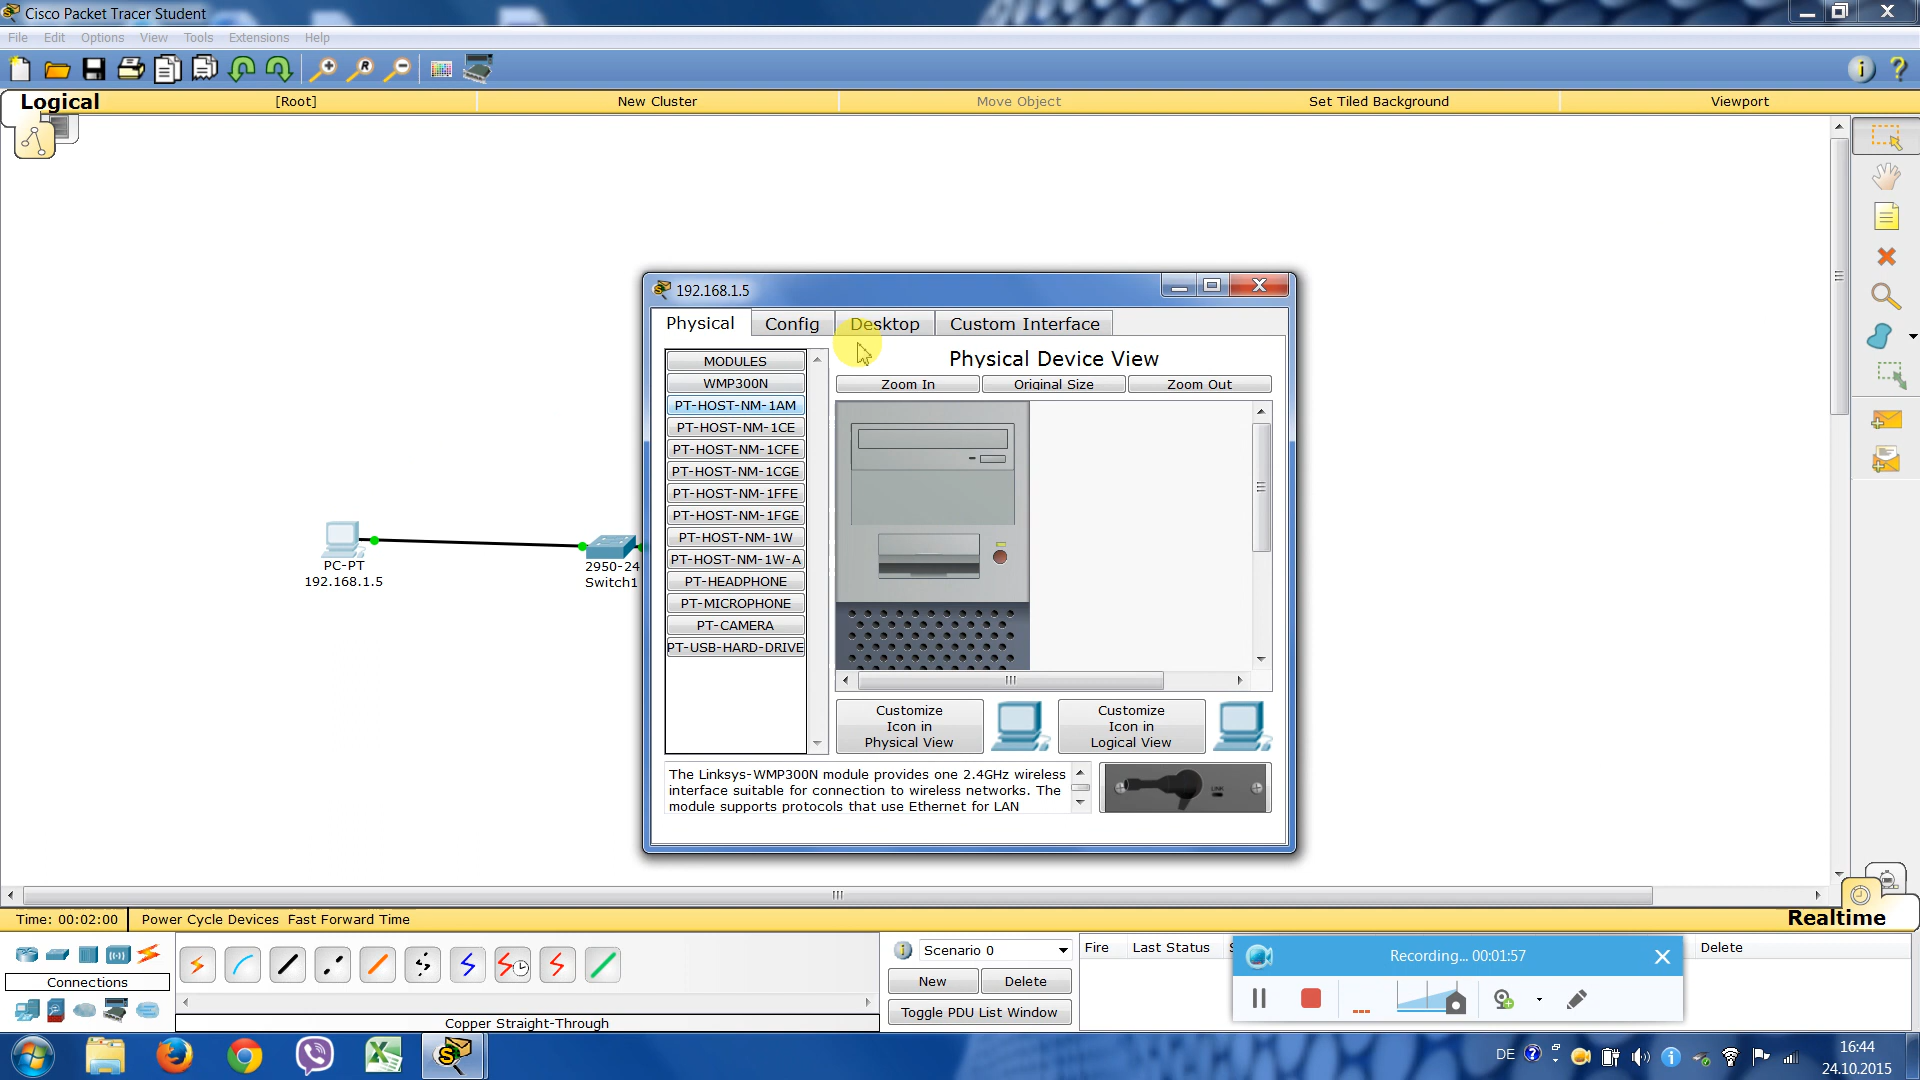 Cisco Packet Tracer Student
File Edit Options View Tools Extensions Help
Logical [Root] New Cluster Move Object Set Tiled Background Viewport
192.168.1.5
Physical Config Desktop Custom Interface
MODULES
WMP300N
PT-HOST-NM-1AM
PT-HOST-NM-1CE
PT-HOST-NM-1CFE
PT-HOST-NM-1CGE
PT-HOST-NM-1FFE
PT-HOST-NM-1FGE
PT-HOST-NM-1W
PT-HOST-NM-1W-A
PT-HEADPHONE
PT-MICROPHONE
PT-CAMERA
PT-USB-HARD-DRIVE
Physical Device View
Zoom In Original Size Zoom Out
Customize
Icon in
Physical View
Customize
Icon in
Logical View
The Linksys-WMP300N module provides one 2.4GHz wireless
interface suitable for connection to wireless networks. The
module supports protocols that use Ethernet for LAN
LINK
PC-PT
192.168.1.5
2950-24
Switch1
Time: 00:02:00 Power Cycle Devices Fast Forward Time
Realtime
Connections
Copper Straight-Through
Scenario 0
New Delete
Toggle PDU List Window
Fire Last Status Delete
Recording... 00:01:57
DE
16:44
24.10.2015